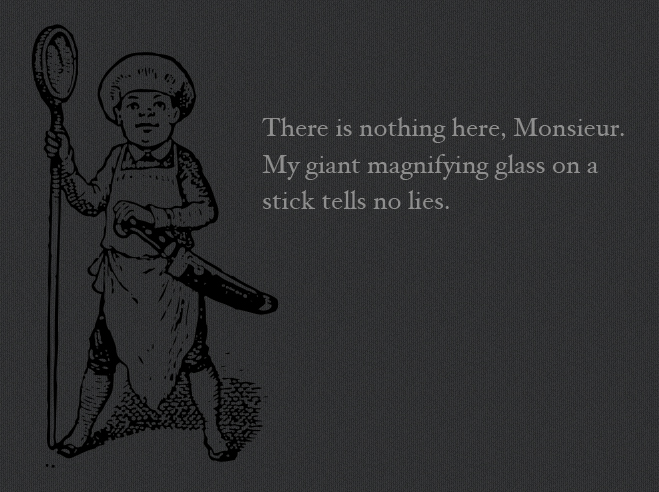 There is nothing here, Monsieur.
My giant magnifying glass on a
stick tells no lies.